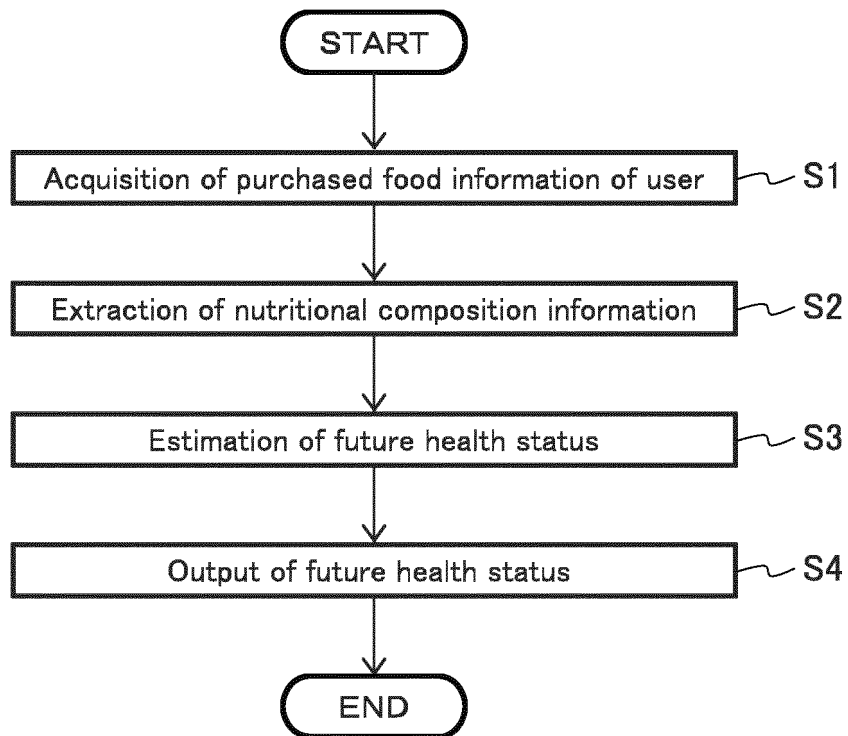 START
Acquisition of purchased food information of user
S1
Extraction of nutritional composition information
S2
Estimation of future health status
S3
Output of future health status
S4
END